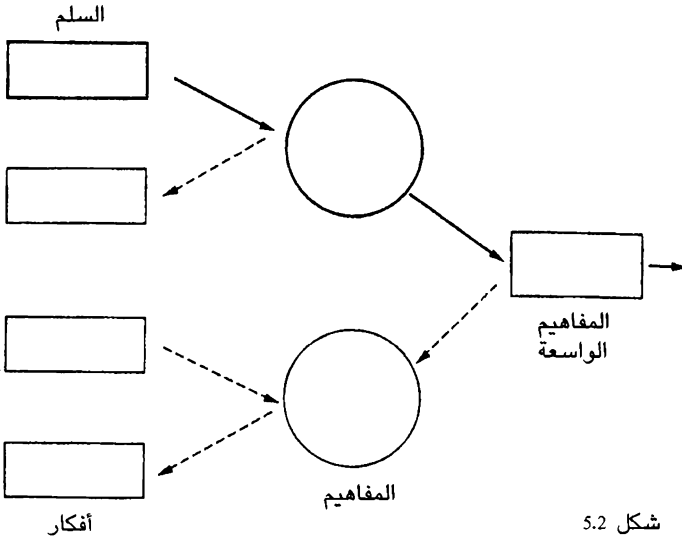 السلم
المفاهيم
الواسعة
المفاهيم
أفكار
شكل 5.2